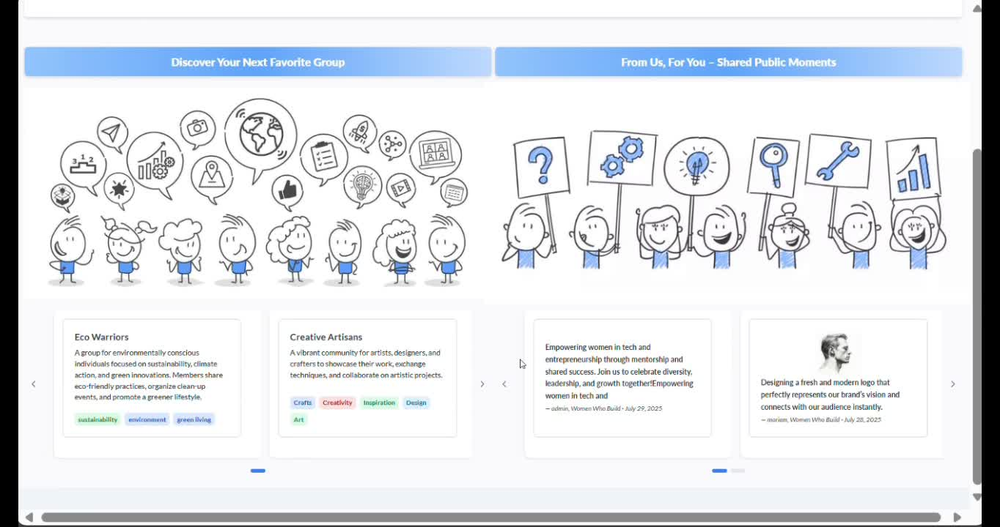 Discover Your Next Favorite Group
From Us, For You – Shared Public Moments
1 2 3
?
Eco Warriors
A group for environmentally conscious
individuals focused on sustainability, climate
action, and green innovations. Members share
eco-friendly practices, organize clean-up
events, and promote a greener lifestyle.
sustainability environment green living
Creative Artisans
A vibrant community for artists, designers, and
crafters to showcase their work, exchange
techniques, and collaborate on artistic projects.
Crafts Creativity Inspiration Design
Art
Empowering women in tech and
entrepreneurship through mentorship and
shared success. Join us to celebrate diversity,
leadership, and growth together!Empowering
women in tech and
— admin, Women Who Build • July 29, 2025
Designing a fresh and modern logo that
perfectly represents our brand's vision and
connects with our audience instantly.
— mariam, Women Who Build • July 28, 2025